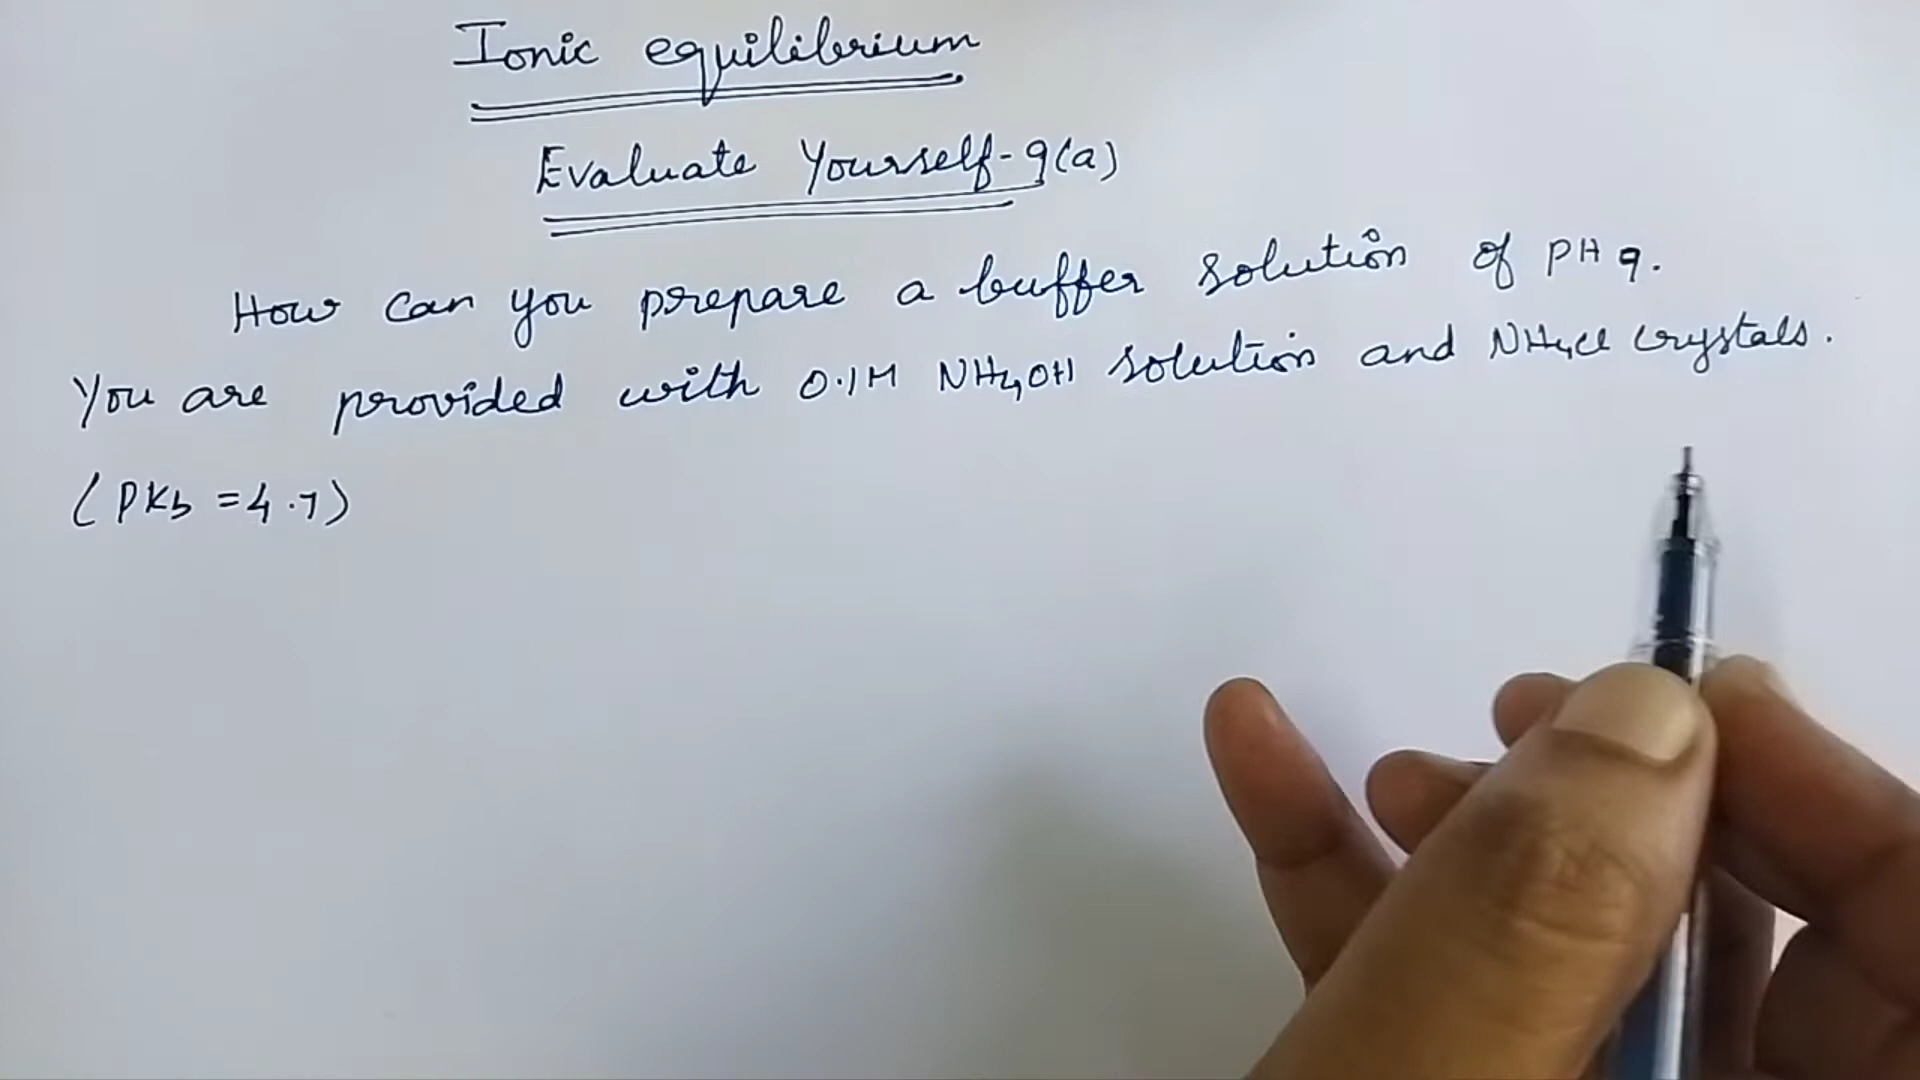 Ionic equilibrium
Evaluate Yourself-9(a)
How can you prepare a buffer solution of PH 9.
You are provided with 0.1M NH4OH solution and NH4Cl crystals.
(PKb = 4.7)